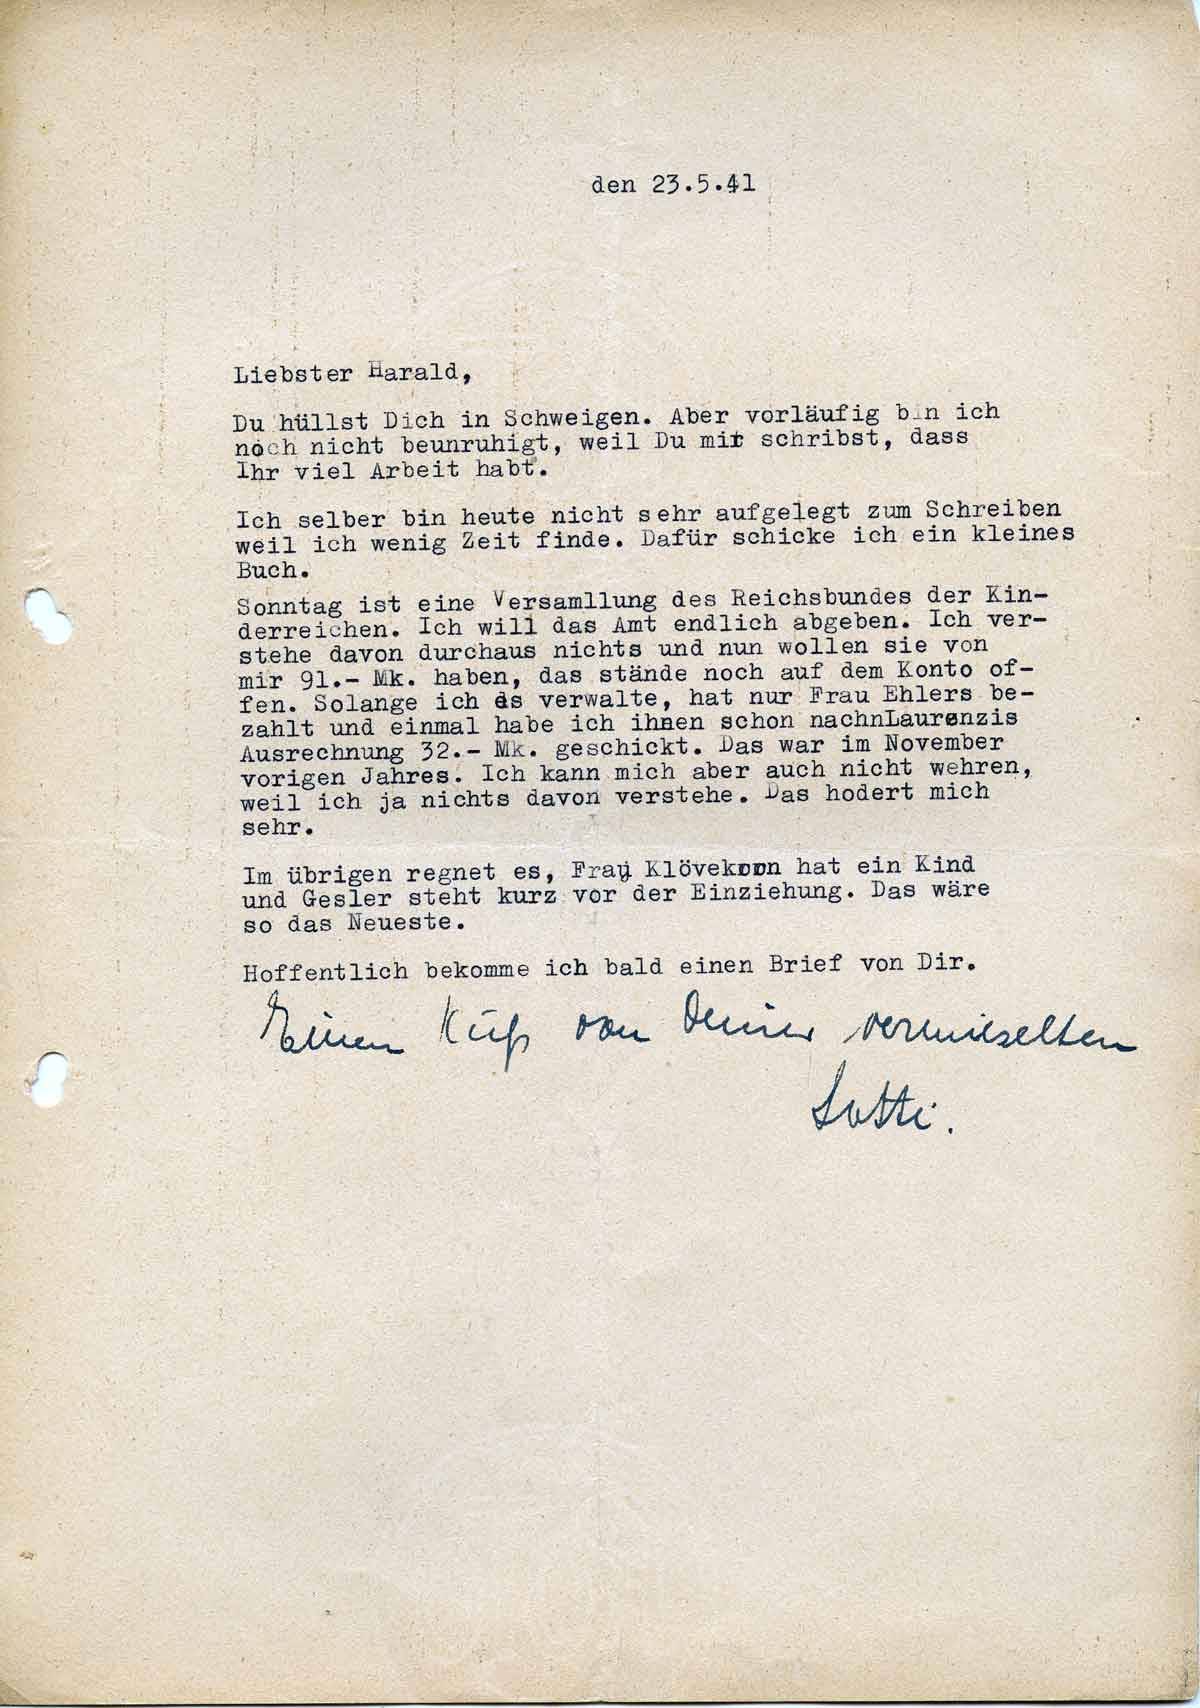 den 23.5.41
Liebster Harald,
Du hüllst Dich in Schweigen. Aber vorläufig bin ich
noch nicht beunruhigt, weil Du mir schribst, dass
Ihr viel Arbeit habt.
Ich selber bin heute nicht sehr aufgelegt zum Schreiben
weil ich wenig Zeit finde. Dafür schicke ich ein kleines
Buch.
Sonntag ist eine Versamllung des Reichsbundes der Kin-
derreichen. Ich will das Amt endlich abgeben. Ich ver-
stehe davon durchaus nichts und nun wollen sie von
mir 91.- Mk. haben, das stände noch auf dem Konto of-
fen. Solange ich es verwalte, hat nur Frau Ehlers be-
zahlt und einmal habe ich ihnen schon nachnLaurenzis
Ausrechnung 32.- Mk. geschickt. Das war im November
vorigen Jahres. Ich kann mich aber auch nicht wehren,
weil ich ja nichts davon verstehe. Das hodert mich
sehr.
Im übrigen regnet es, Frau Klövekorn hat ein Kind
und Gesler steht kurz vor der Einziehung. Das wäre
so das Neueste.
Hoffentlich bekomme ich bald einen Brief von Dir.
Einen Kuß von Deiner vermieselten
Lotti.